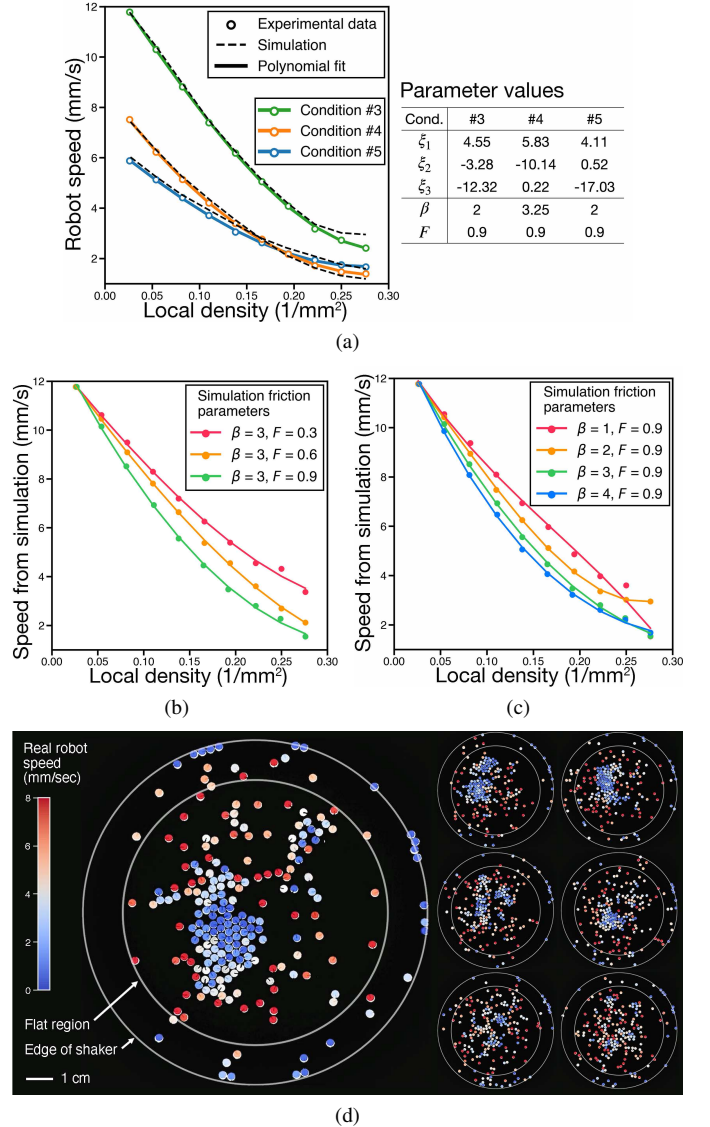 12
10
8
6
4
2
0.00 0.05 0.10 0.15 0.20 0.25 0.30
Robot speed (mm/s)
Local density (1/mm²)
Experimental data
Simulation
Polynomial fit
Condition #3
Condition #4
Condition #5
Parameter values
Cond. #3 #4 #5
ξ₁ 4.55 5.83 4.11
ξ₂ -3.28 -10.14 0.52
ξ₃ -12.32 0.22 -17.03
β 2 3.25 2
F 0.9 0.9 0.9
(a)
12
10
8
6
4
2
0.00 0.05 0.10 0.15 0.20 0.25 0.30
Speed from simulation (mm/s)
Local density (1/mm²)
Simulation friction
parameters
β = 3, F = 0.3
β = 3, F = 0.6
β = 3, F = 0.9
(b)
12
10
8
6
4
2
0.00 0.05 0.10 0.15 0.20 0.25 0.30
Speed from simulation (mm/s)
Local density (1/mm²)
Simulation friction
parameters
β = 1, F = 0.9
β = 2, F = 0.9
β = 3, F = 0.9
β = 4, F = 0.9
(c)
Real robot
speed
(mm/sec)
8
6
4
2
0
Flat region
Edge of shaker
1 cm
(d)